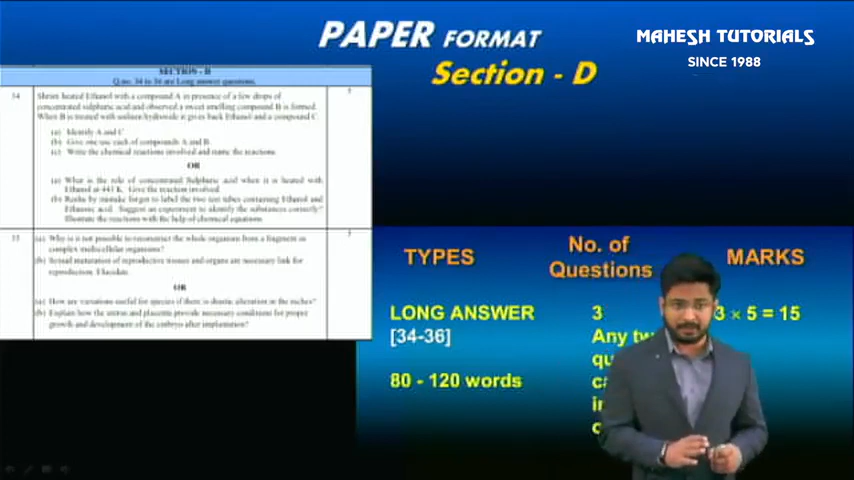 PAPER FORMAT
Section - D
MAHESH TUTORIALS
SINCE 1988
SECTION - D
Q.no. 34 to 36 are Long answer questions.
34
5
Shriom heated Ethanol with a compound A in presence of a few drops of
concentrated sulphuric acid and observed a sweet smelling compound B is formed.
When B is treated with sodium hydroxide it gives back Ethanol and a compound C.
(a) Identify A and C
(b) Give one use each of compounds A and B.
(c) Write the chemical reactions involved and name the reactions.
OR
(a) What is the role of concentrated Sulphuric acid when it is heated with
Ethanol at 443 K. Give the reaction involved.
(b) by mistake forgot to label the two test tubes containing Ethanol and
Ethanoic acid. Suggest an experiment to identify the substances correctly?
Illustrate the reactions with the help of chemical equations.
35
5
(a) Why is it not possible to reconstruct the whole organism from a fragment in
complex multicellular organisms?
(b) Sexual maturation of reproductive tissues and organs are necessary link for
reproduction. Elucidate.
OR
(a) How are variations useful for species if there is drastic alteration in the niches?
(b) Explain how the uterus and placenta provide necessary conditions for proper
growth and development of the embryo after implantation?
TYPES
No. of
Questions
MARKS
LONG ANSWER
3
3 × 5 = 15
[34-36]
Any
80 - 120 words